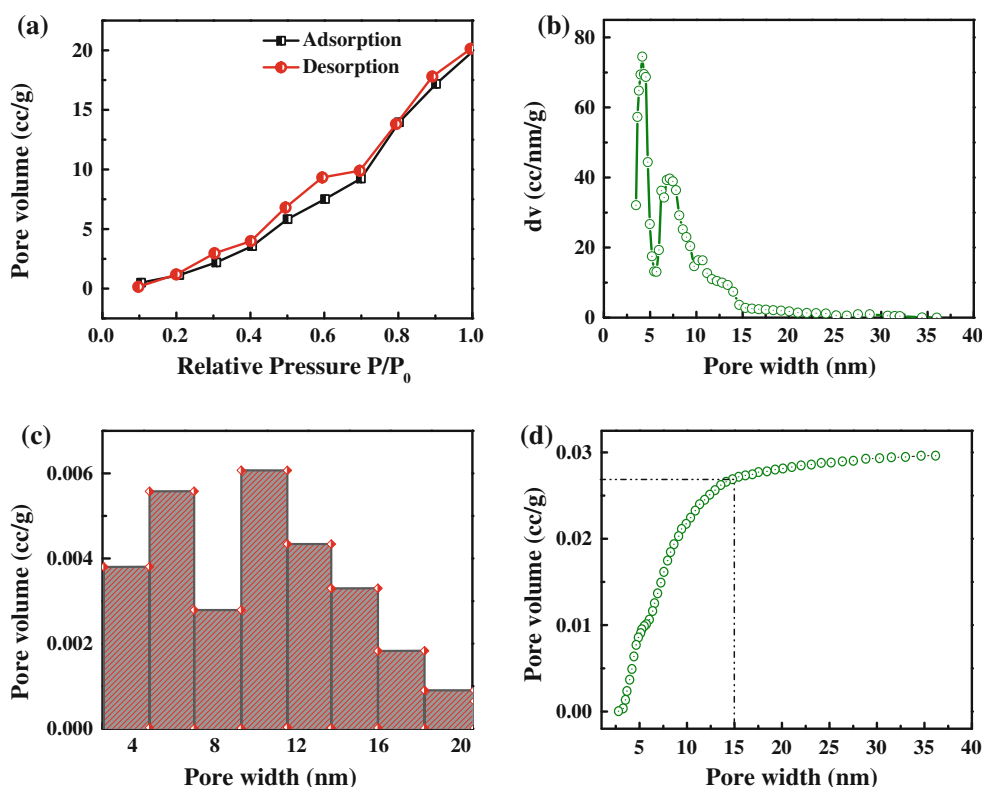 (a)
Adsorption
Desorption
Pore volume (cc/g)
20
15
10
5
0
0.0 0.2 0.4 0.6 0.8 1.0
Relative Pressure P/P0
(b)
dv (cc/nm/g)
80
60
40
20
0
0 5 10 15 20 25 30 35 40
Pore width (nm)
(c)
Pore volume (cc/g)
0.006
0.004
0.002
0.000
4 8 12 16 20
Pore width (nm)
(d)
Pore volume (cc/g)
0.03
0.02
0.01
0.00
5 10 15 20 25 30 35 40
Pore width (nm)